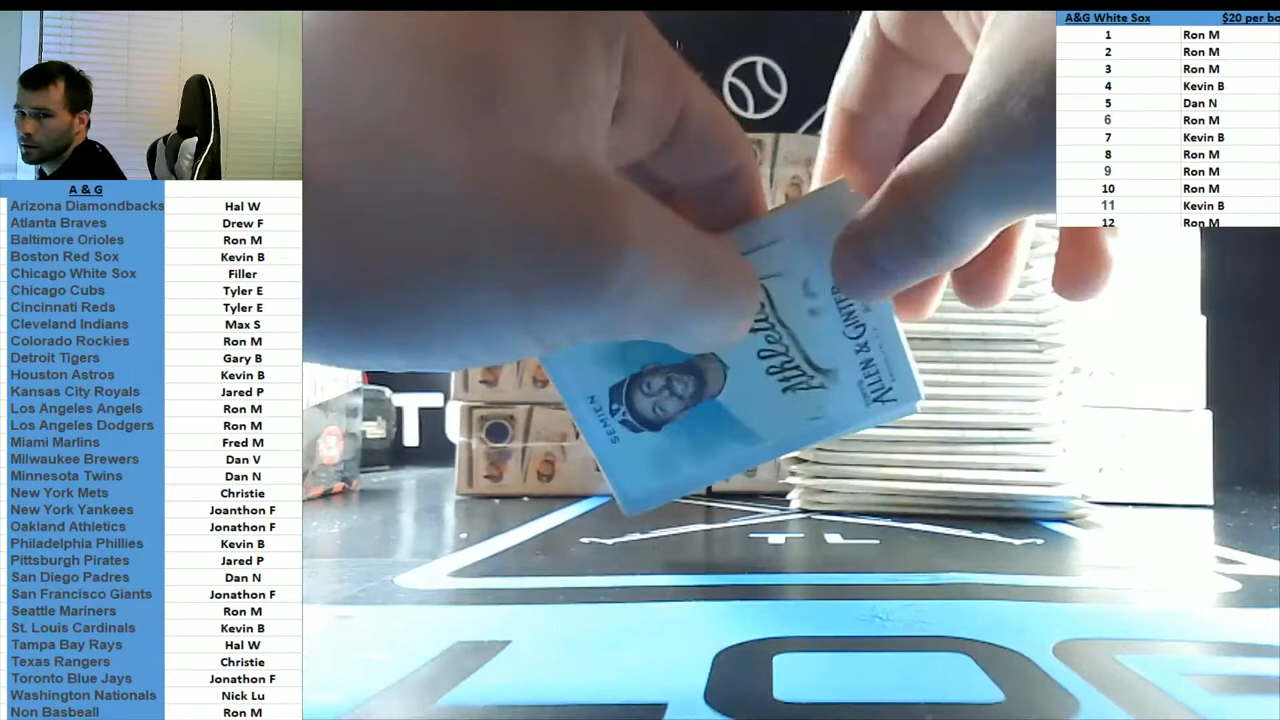 A & G
Arizona Diamondbacks Hal W
Atlanta Braves Drew F
Baltimore Orioles Ron M
Boston Red Sox Kevin B
Chicago White Sox Filler
Chicago Cubs Tyler E
Cincinnati Reds Tyler E
Cleveland Indians Max S
Colorado Rockies Ron M
Detroit Tigers Gary B
Houston Astros Kevin B
Kansas City Royals Jared P
Los Angeles Angels Ron M
Los Angeles Dodgers Ron M
Miami Marlins Fred M
Milwaukee Brewers Dan V
Minnesota Twins Dan N
New York Mets Christie
New York Yankees Joanthon F
Oakland Athletics Jonathon F
Philadelphia Phillies Kevin B
Pittsburgh Pirates Jared P
San Diego Padres Dan N
San Francisco Giants Jonathon F
Seattle Mariners Ron M
St. Louis Cardinals Kevin B
Tampa Bay Rays Hal W
Texas Rangers Christie
Toronto Blue Jays Jonathon F
Washington Nationals Nick Lu
Non Basbeall Ron M
A&G White Sox $20 per bo
1 Ron M
2 Ron M
3 Ron M
4 Kevin B
5 Dan N
6 Ron M
7 Kevin B
8 Ron M
9 Ron M
10 Ron M
11 Kevin B
12 Ron M
SEMIEN
ALLEN & GINTER